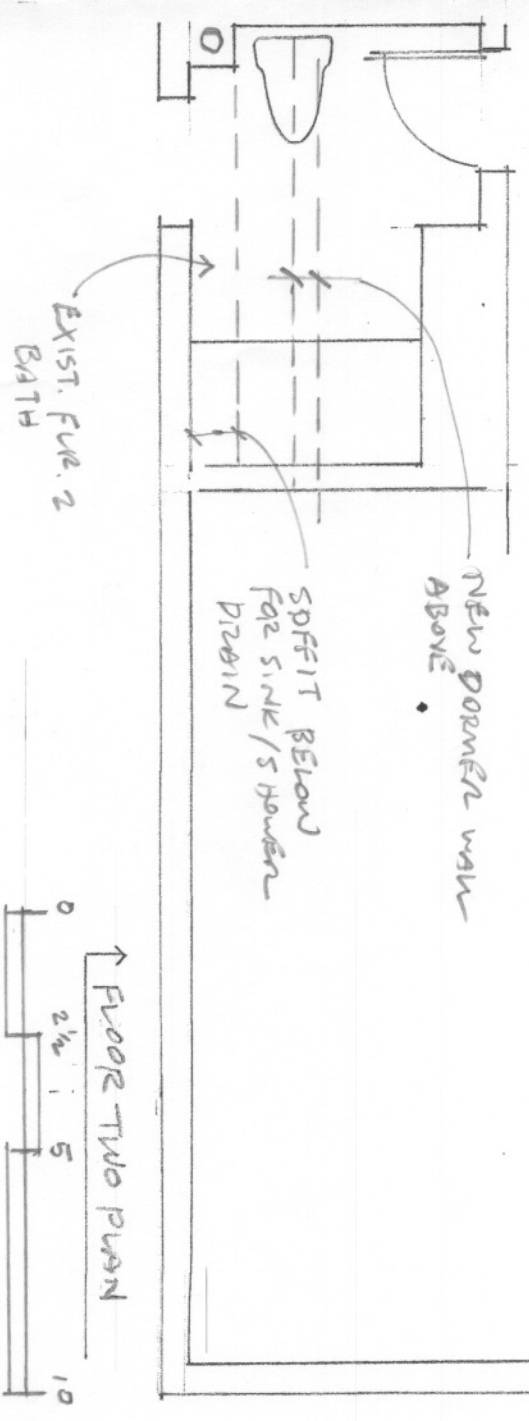 NEW DORMER WALL
ABOVE
SOFFIT BELOW
FOR SINK/SHOWER
DRAIN
EXIST. FLR. 2
BATH
FLOOR TWO PLAN
0 2½ 5 10